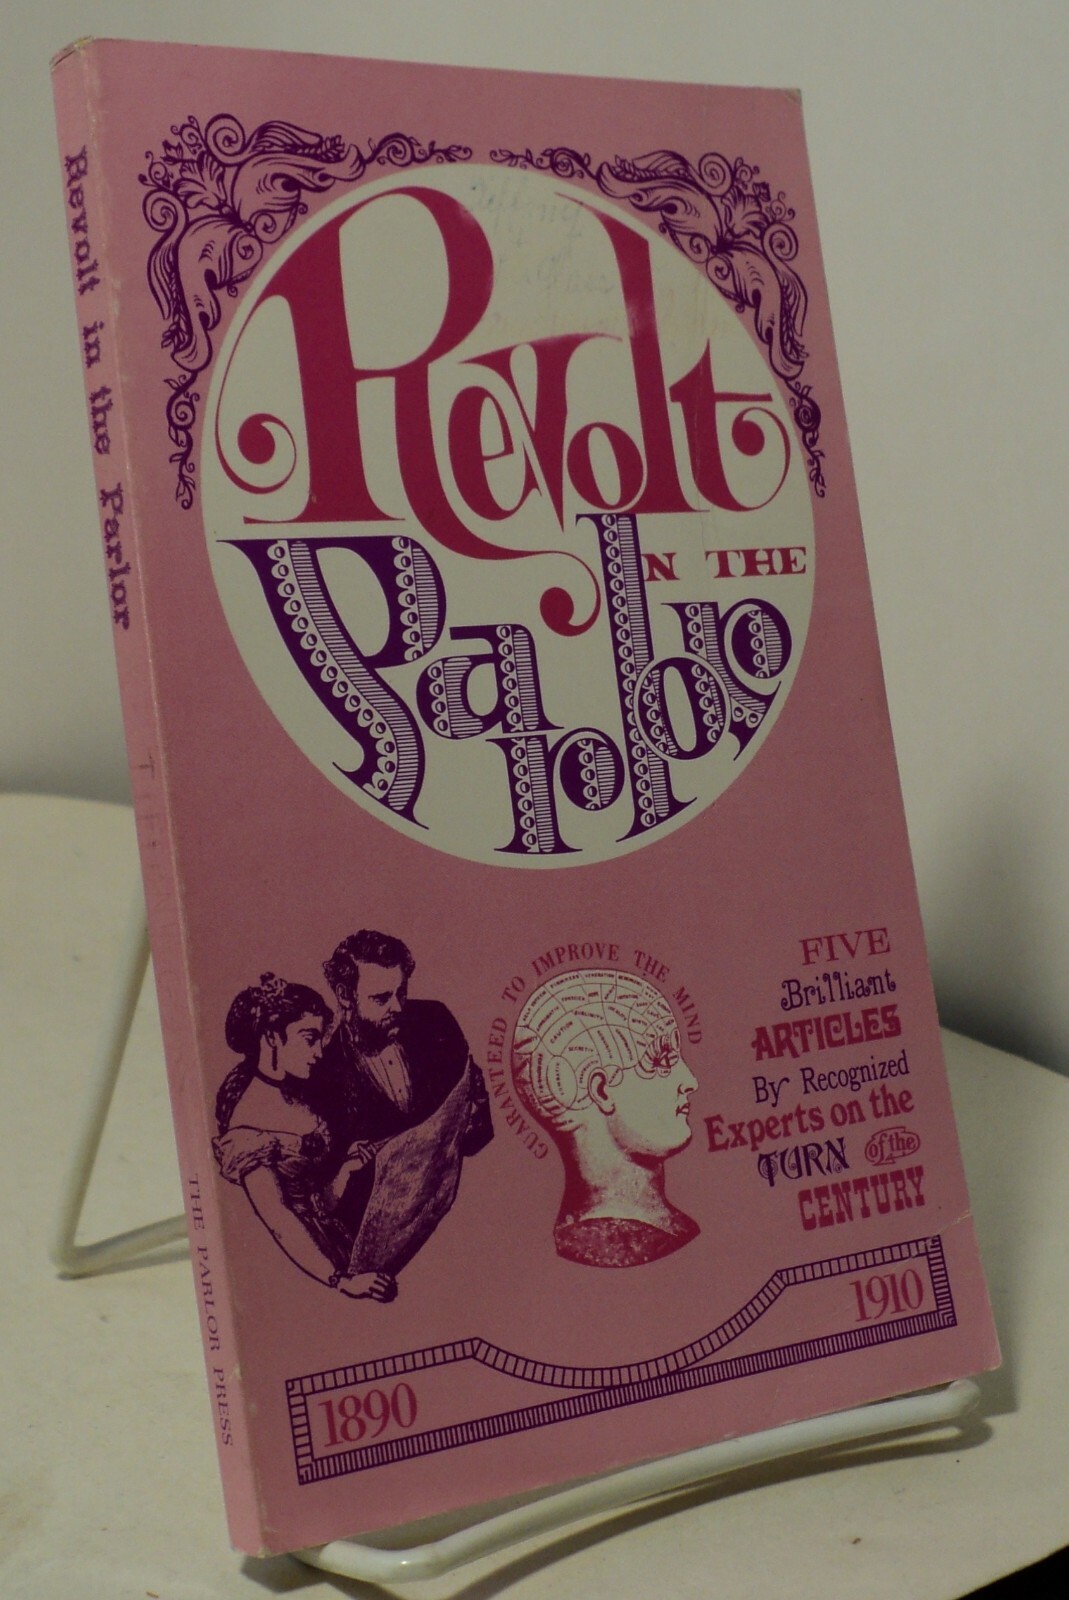 Revolt in the Parlor
THE PARLOR PRESS
Revolt
IN THE
Parlor
GUARANTEED TO IMPROVE THE MIND
CAUTION
FIVE
Brilliant
ARTICLES
By Recognized
Experts on the
TURN of the
CENTURY
1890
1910